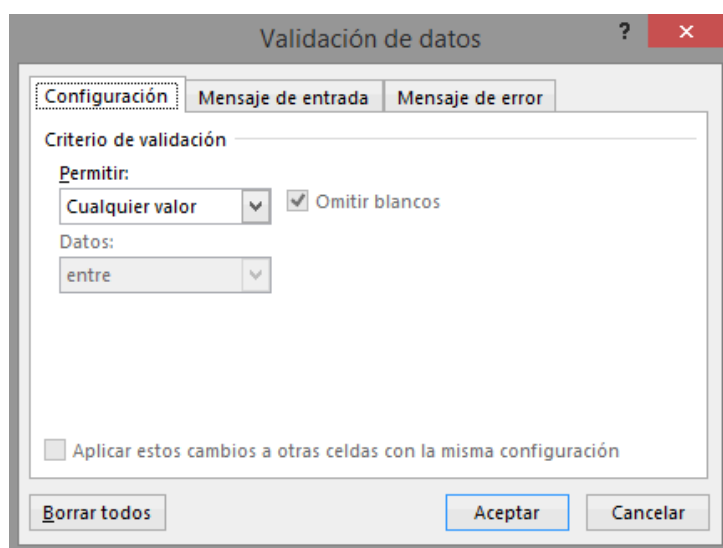 Validación de datos ?
Configuración Mensaje de entrada Mensaje de error
Criterio de validación
Permitir:
Cualquier valor Omitir blancos
Datos:
entre
Aplicar estos cambios a otras celdas con la misma configuración
Borrar todos Aceptar Cancelar